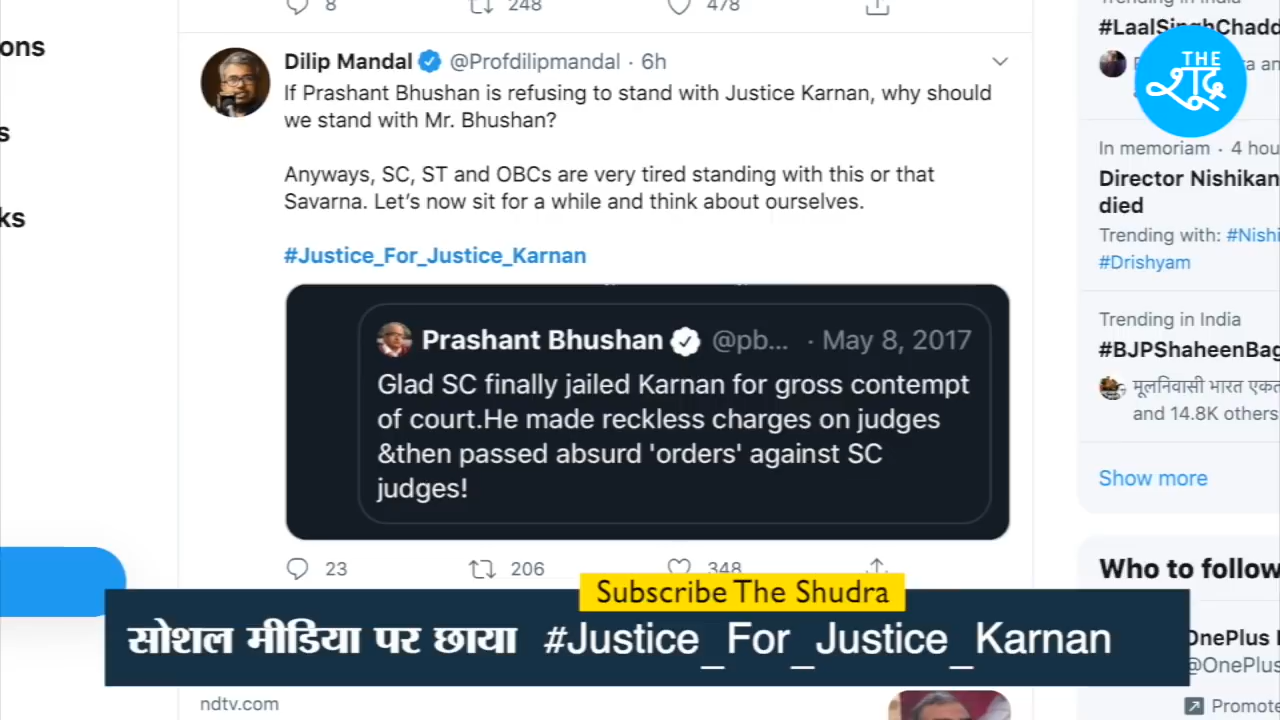 8 248 478
ons
s
ks
Dilip Mandal @Profdilipmandal · 6h
If Prashant Bhushan is refusing to stand with Justice Karnan, why should
we stand with Mr. Bhushan?
Anyways, SC, ST and OBCs are very tired standing with this or that
Savarna. Let's now sit for a while and think about ourselves.
#Justice_For_Justice_Karnan
Prashant Bhushan @pb... · May 8, 2017
Glad SC finally jailed Karnan for gross contempt
of court.He made reckless charges on judges
&then passed absurd 'orders' against SC
judges!
23 206 348
Subscribe The Shudra
सोशल मीडिया पर छाया #Justice_For_Justice_Karnan
ndtv.com
Trending in India
#LaalSinghChadd
THE
शूद्र
In memoriam · 4 hou
Director Nishikan
died
Trending with: #Nishi
#Drishyam
Trending in India
#BJPShaheenBag
मूलनिवासी भारत एकत
and 14.8K others
Show more
Who to follow
OnePlus
@OnePlus
Promote